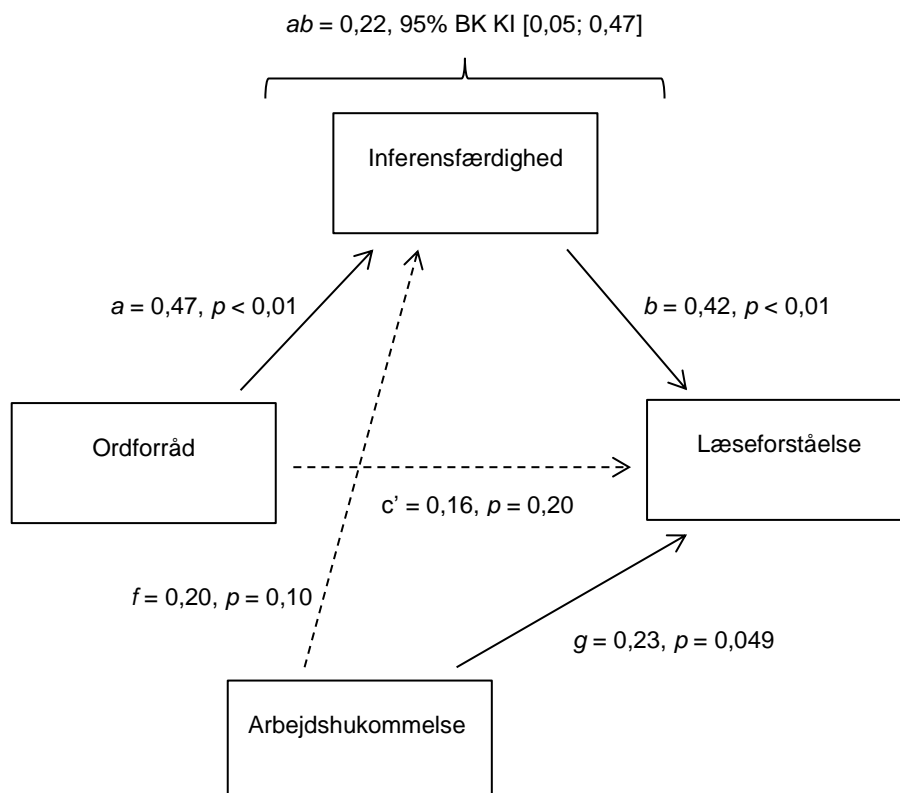 ab = 0,22, 95% BK KI [0,05; 0,47]
Inferensfærdighed
a = 0,47, p < 0,01
b = 0,42, p < 0,01
Ordforråd
Læseforståelse
c’ = 0,16, p = 0,20
f = 0,20, p = 0,10
g = 0,23, p = 0,049
Arbejdshukommelse